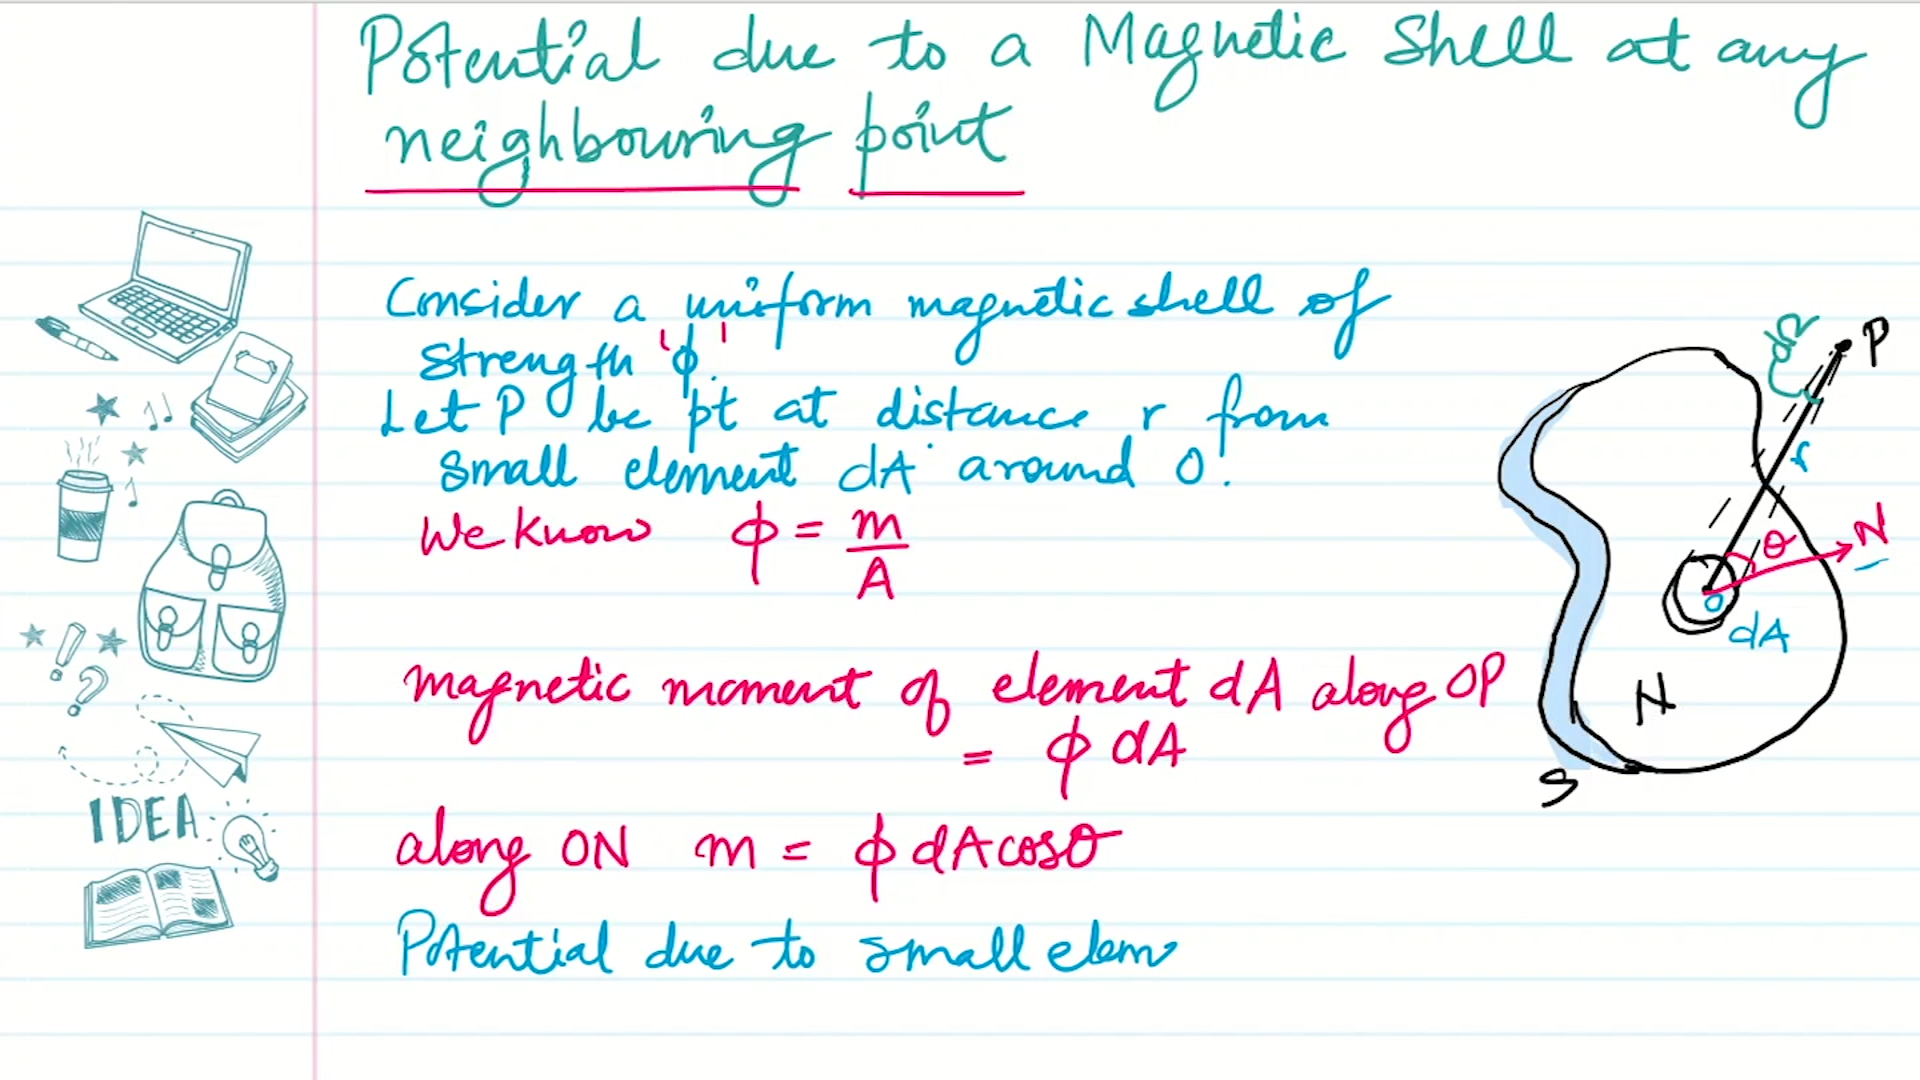 Potential due to a Magnetic Shell at any
neighbouring point
Consider a uniform magnetic shell of
strength 'ϕ'.
Let P be pt at distance r from
small element dA around O.
We know ϕ = m/A
magnetic moment of element dA along OP
= ϕ dA
along ON m = ϕ dA cosθ
Potential due to small elem
dΩ
P
r
N
θ
O
dA
N
S
IDEA